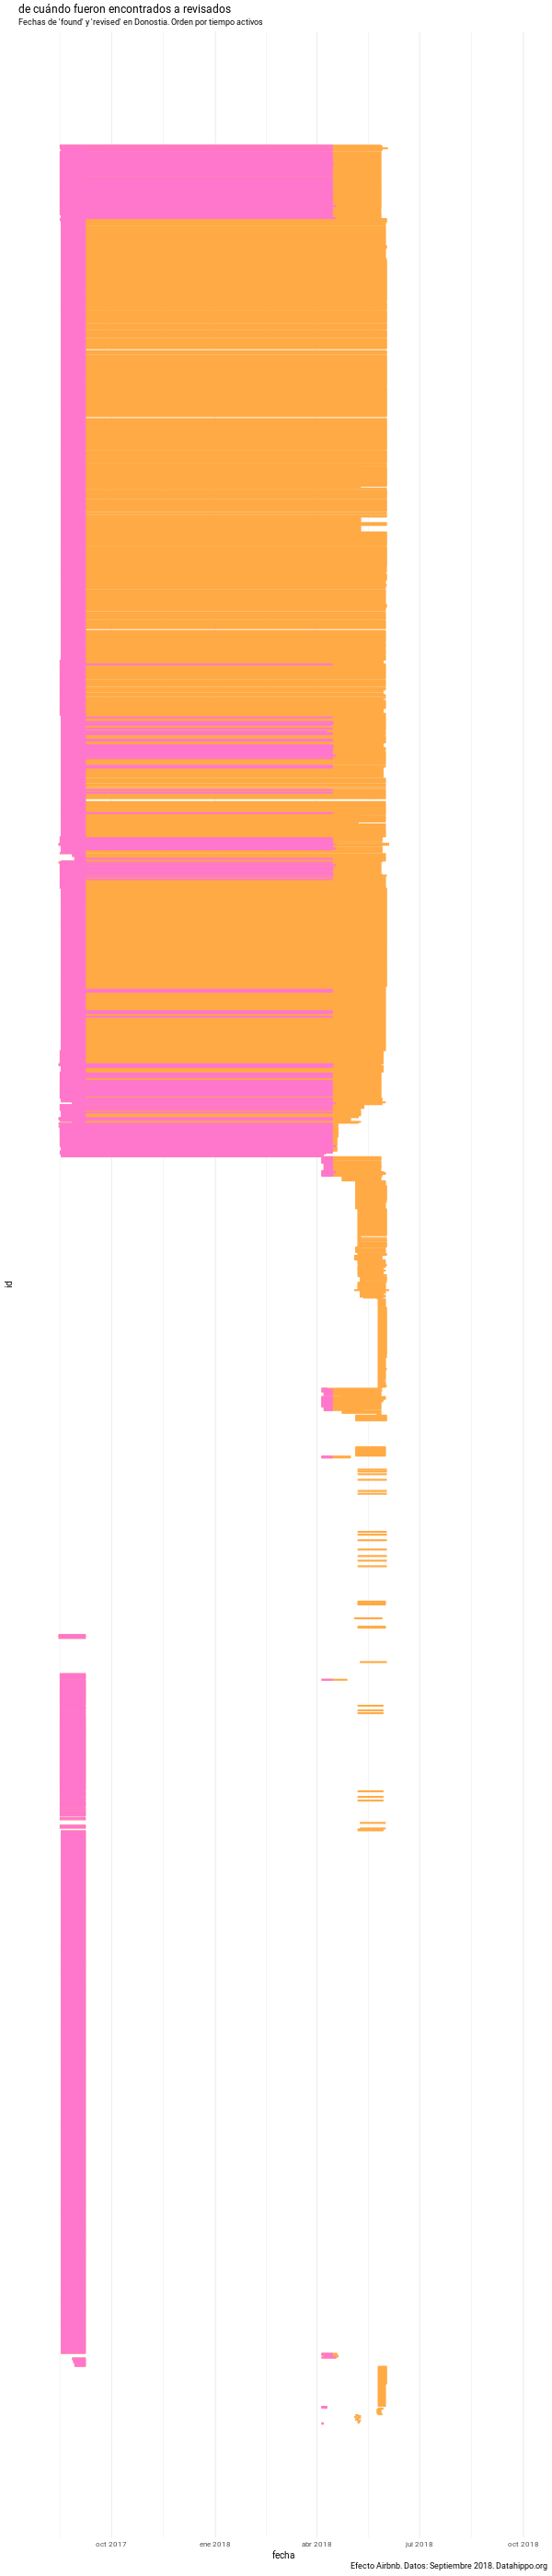 de cuándo fueron encontrados a revisados
Fechas de 'found' y 'revised' en Donostia. Orden por tiempo activos
id
oct 2017
ene 2018
abr 2018
jul 2018
oct 2018
fecha
Efecto Airbnb. Datos: Septiembre 2018. Datahippo.org